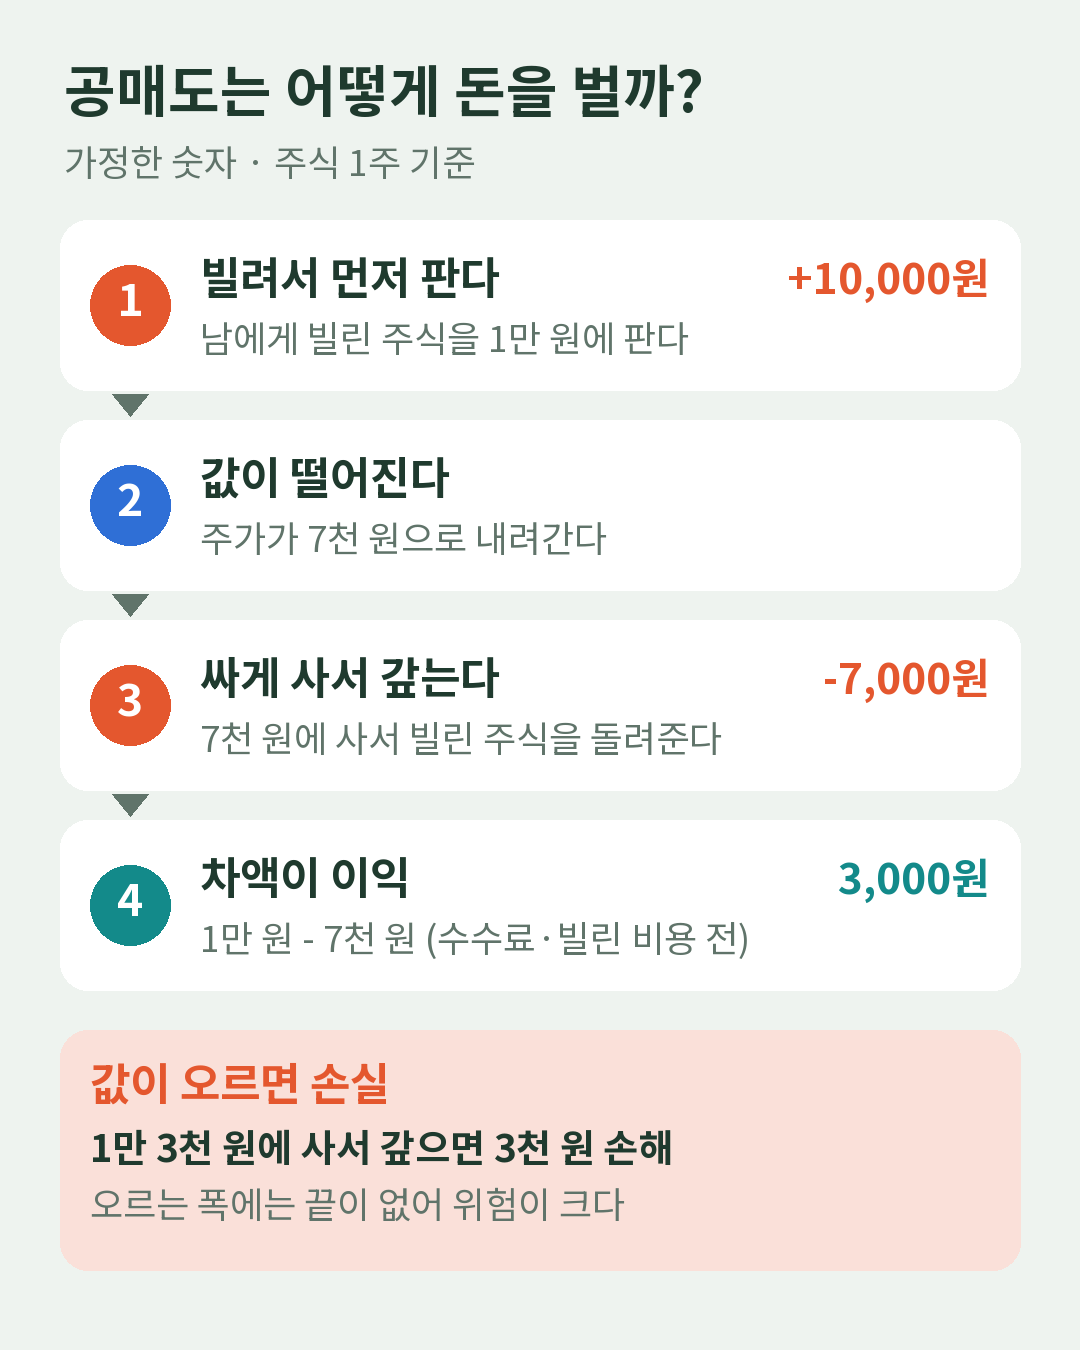 공매도는 어떻게 돈을 벌까?
가정한 숫자 · 주식 1주 기준
1
빌려서 먼저 판다
+10,000원
남에게 빌린 주식을 1만 원에 판다
2
값이 떨어진다
주가가 7천 원으로 내려간다
3
싸게 사서 갚는다
-7,000원
7천 원에 사서 빌린 주식을 돌려준다
4
차액이 이익
3,000원
1만 원 - 7천 원 (수수료·빌린 비용 전)
값이 오르면 손실
1만 3천 원에 사서 갚으면 3천 원 손해
오르는 폭에는 끝이 없어 위험이 크다